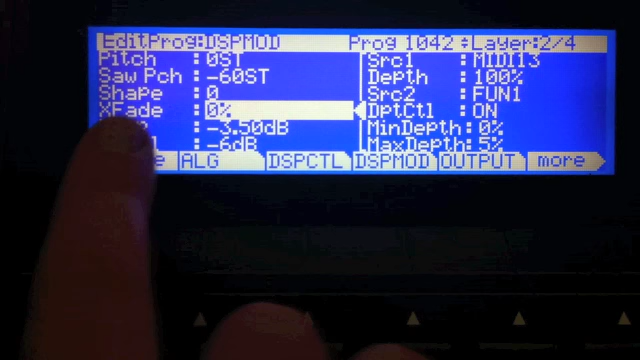 EditProg:DSPMOD Prog 1042 Layer:2/4
Pitch : 0ST Src1 : MIDI13
Saw Pch : -60ST Depth : 100%
Shape : 0 Src2 : FUN1
XFade : 0% DptCtl : ON
: -3.50dB MinDepth: 0%
: -6dB MaxDepth: 5%
ALG DSPCTL DSPMOD OUTPUT more